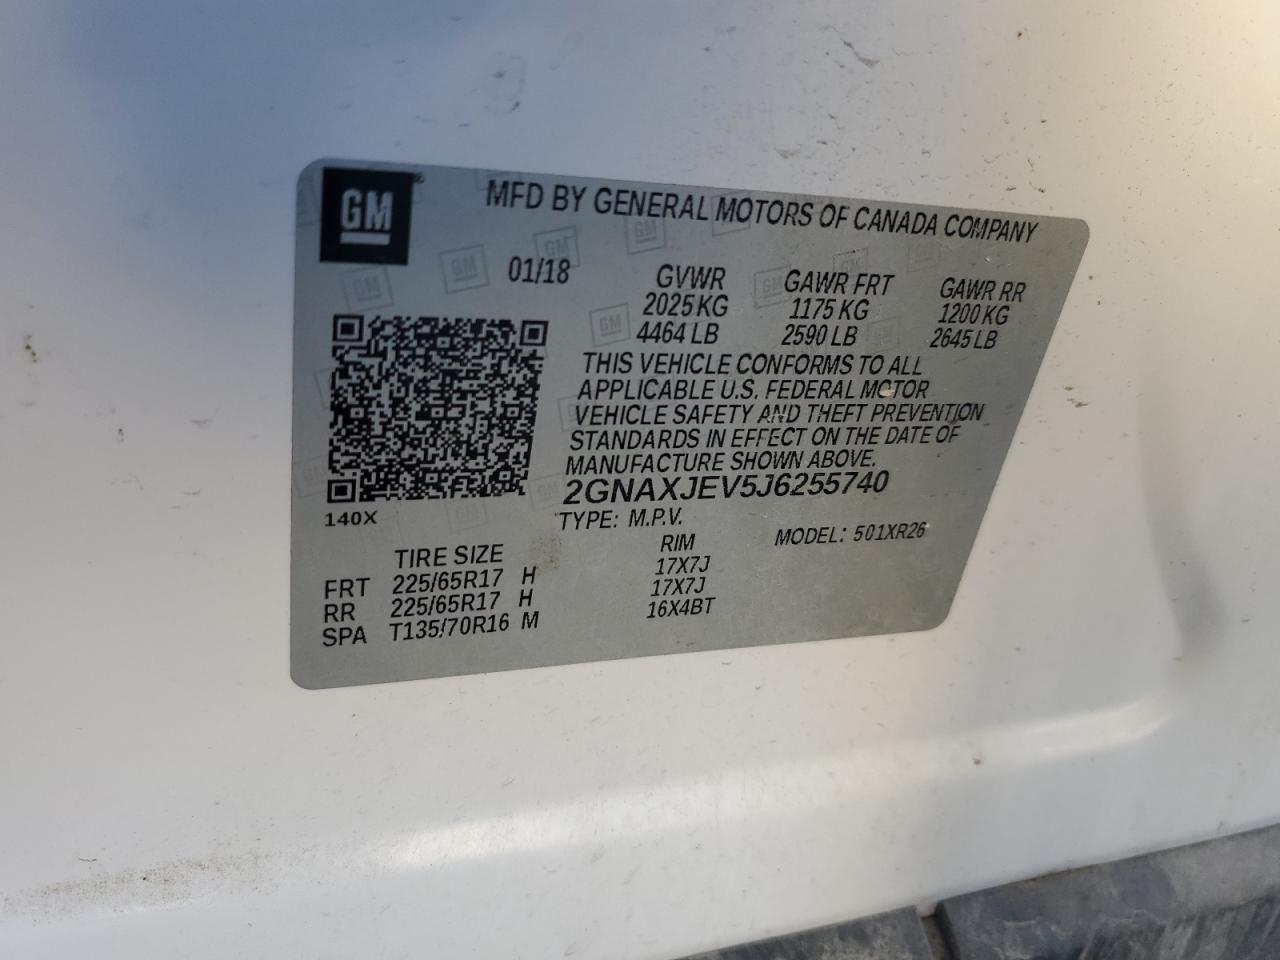 GM
MFD BY GENERAL MOTORS OF CANADA COMPANY
01/18
GVWR GAWR FRT GAWR RR
2025 KG 1175 KG 1200 KG
4464 LB 2590 LB 2645 LB
THIS VEHICLE CONFORMS TO ALL
APPLICABLE U.S. FEDERAL MOTOR
VEHICLE SAFETY AND THEFT PREVENTION
STANDARDS IN EFFECT ON THE DATE OF
MANUFACTURE SHOWN ABOVE.
2GNAXJEV5J6255740
140X
TYPE: M.P.V. MODEL: 501XR26
TIRE SIZE RIM
FRT 225/65R17 H 17X7J
RR 225/65R17 H 17X7J
SPA T135/70R16 M 16X4BT